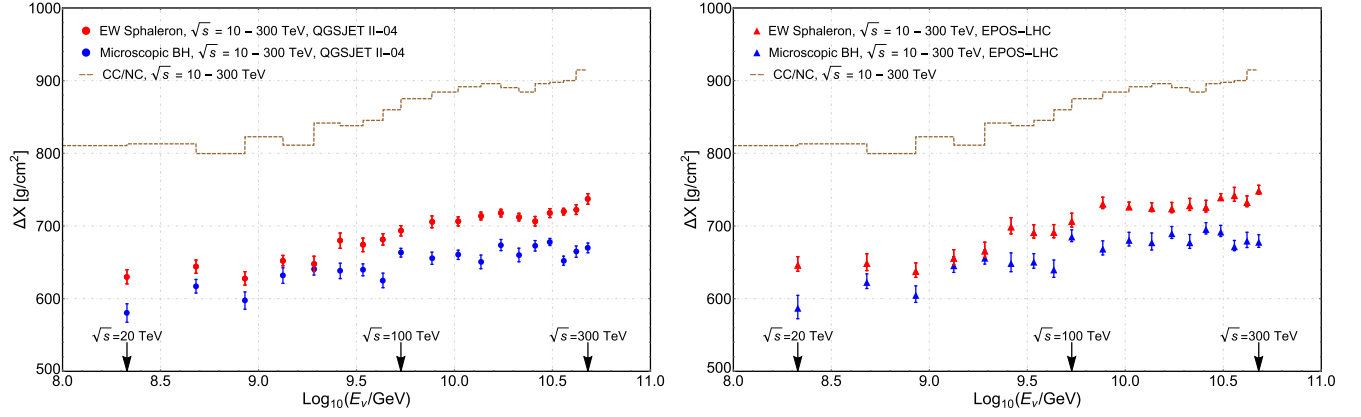 EW Sphaleron, √s = 10 − 300 TeV, QGSJET II−04
Microscopic BH, √s = 10 − 300 TeV, QGSJET II−04
CC/NC, √s = 10 − 300 TeV
1000
900
800
700
600
500
ΔX [g/cm²]
√s=20 TeV
√s=100 TeV
√s=300 TeV
8.0 8.5 9.0 9.5 10.0 10.5 11.0
Log₁₀(Eᵥ/GeV)
EW Sphaleron, √s = 10 − 300 TeV, EPOS−LHC
Microscopic BH, √s = 10 − 300 TeV, EPOS−LHC
CC/NC, √s = 10 − 300 TeV
1000
900
800
700
600
500
ΔX [g/cm²]
√s=20 TeV
√s=100 TeV
√s=300 TeV
8.0 8.5 9.0 9.5 10.0 10.5 11.0
Log₁₀(Eᵥ/GeV)